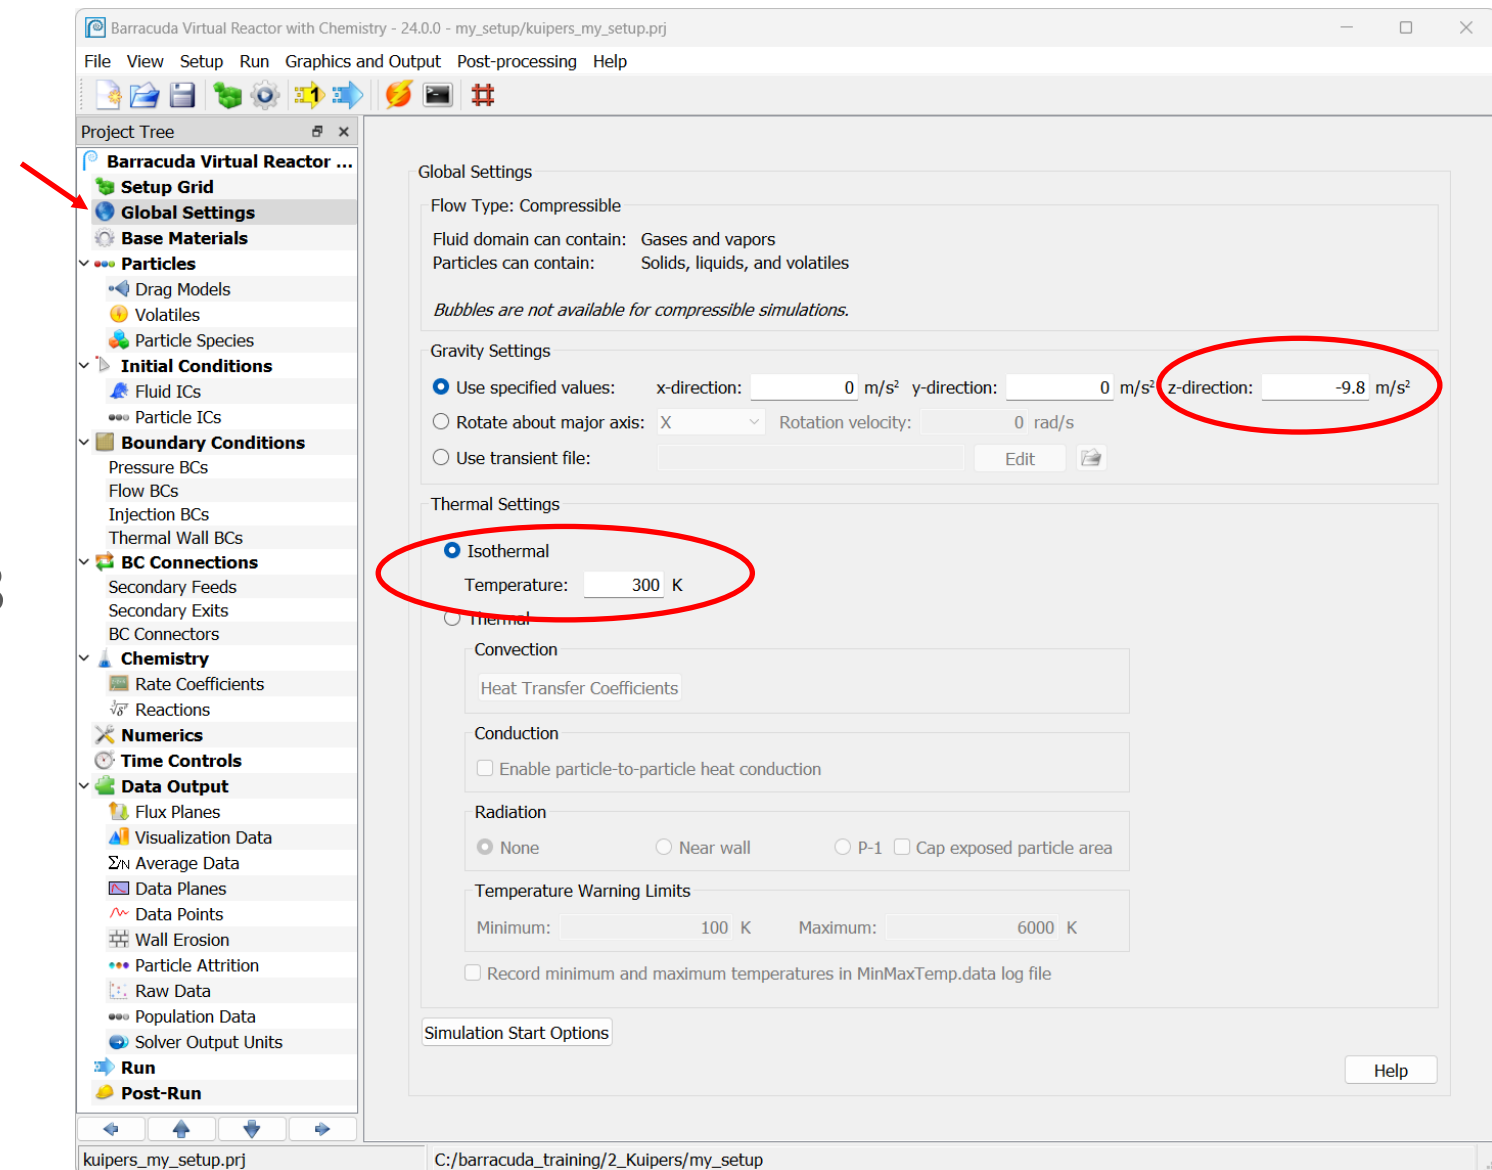 Barracuda Virtual Reactor with Chemistry - 24.0.0 - my_setup/kuipers_my_setup.prj
File View Setup Run Graphics and Output Post-processing Help
Project Tree
Barracuda Virtual Reactor ...
Setup Grid
Global Settings
Base Materials
Particles
Drag Models
Volatiles
Particle Species
Initial Conditions
Fluid ICs
Particle ICs
Boundary Conditions
Pressure BCs
Flow BCs
Injection BCs
Thermal Wall BCs
BC Connections
Secondary Feeds
Secondary Exits
BC Connectors
Chemistry
Rate Coefficients
Reactions
Numerics
Time Controls
Data Output
Flux Planes
Visualization Data
Average Data
Data Planes
Data Points
Wall Erosion
Particle Attrition
Raw Data
Population Data
Solver Output Units
Run
Post-Run
Global Settings
Flow Type: Compressible
Fluid domain can contain: Gases and vapors
Particles can contain: Solids, liquids, and volatiles
Bubbles are not available for compressible simulations.
Gravity Settings
Use specified values: x-direction: 0 m/s² y-direction: 0 m/s² z-direction: -9.8 m/s²
Rotate about major axis: X Rotation velocity: 0 rad/s
Use transient file: Edit
Thermal Settings
Isothermal
Temperature: 300 K
Thermal
Convection
Heat Transfer Coefficients
Conduction
Enable particle-to-particle heat conduction
Radiation
None Near wall P-1 Cap exposed particle area
Temperature Warning Limits
Minimum: 100 K Maximum: 6000 K
Record minimum and maximum temperatures in MinMaxTemp.data log file
Simulation Start Options
Help
kuipers_my_setup.prj C:/barracuda_training/2_Kuipers/my_setup